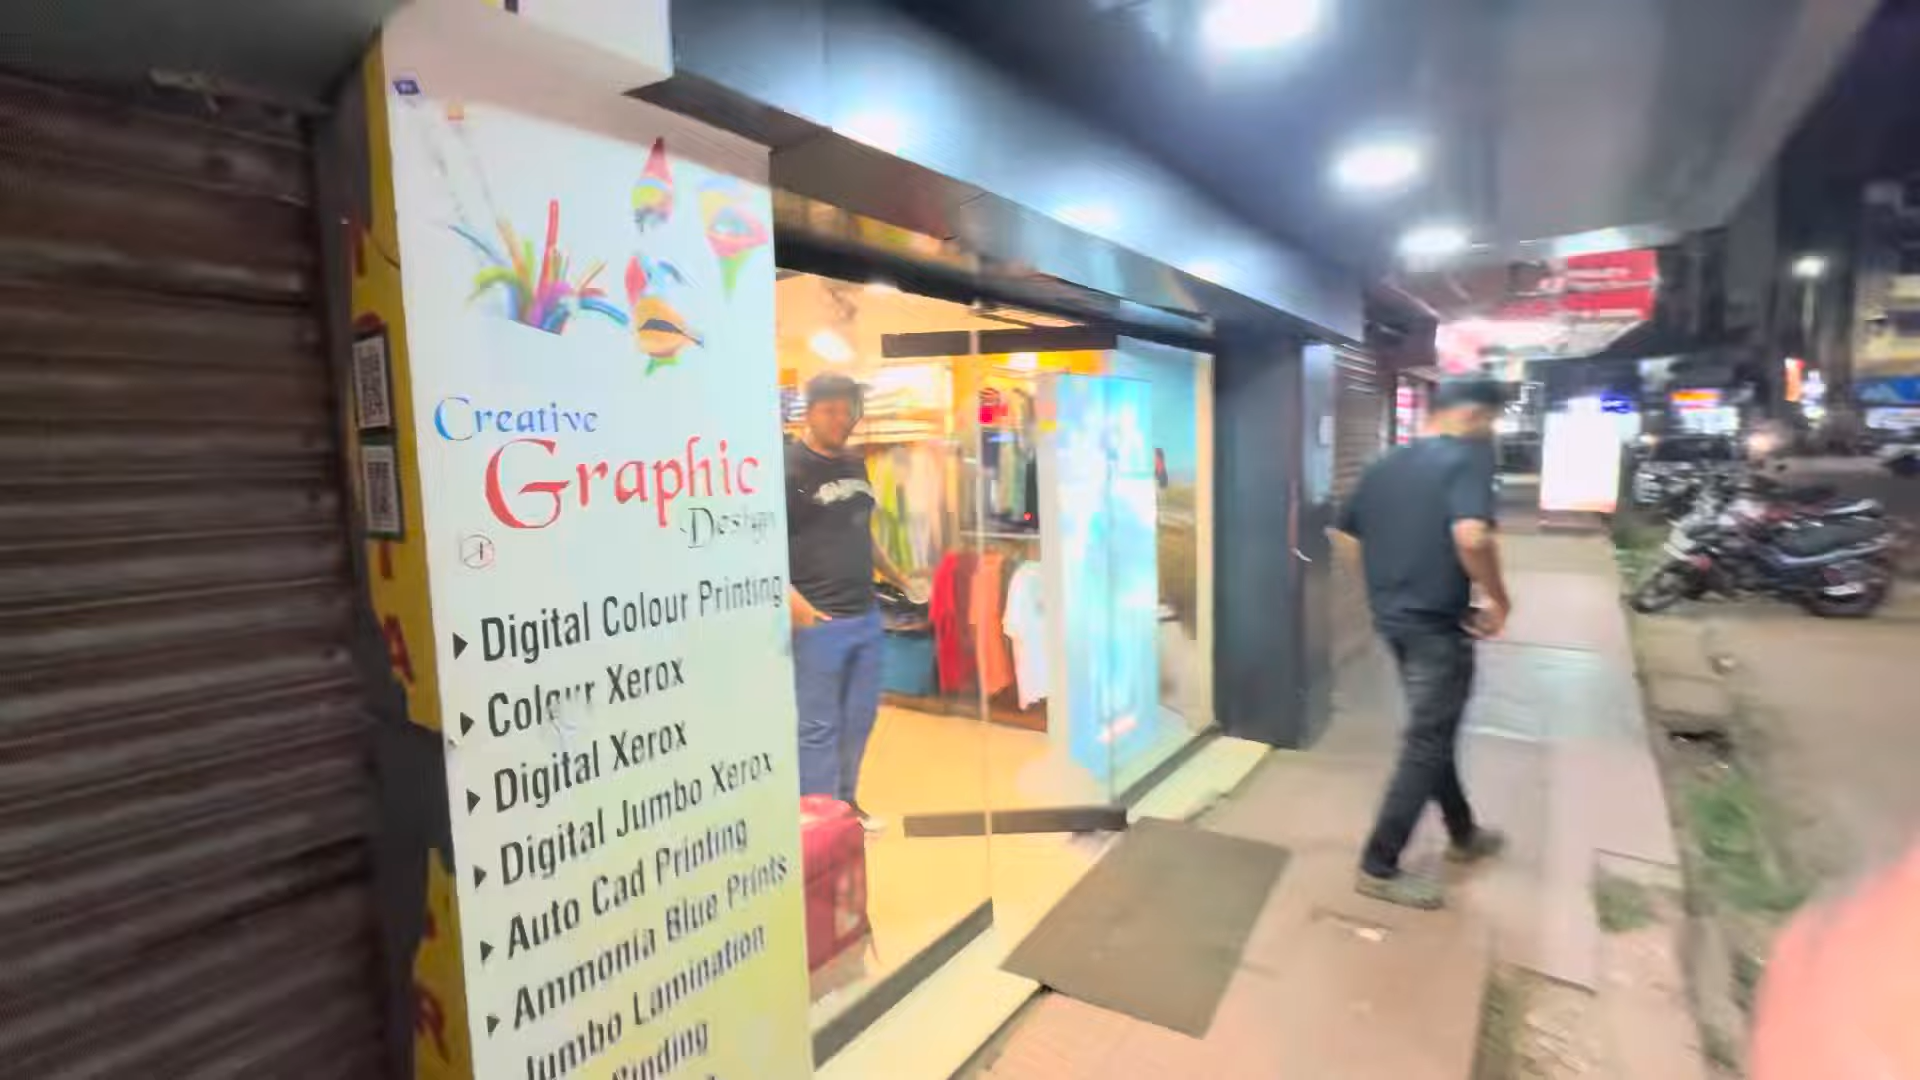 Creative
Graphic
Design
Digital Colour Printing
Colour Xerox
Digital Xerox
Digital Jumbo Xerox
Auto Cad Printing
Ammonia Blue Prints
Jumbo Lamination
Binding